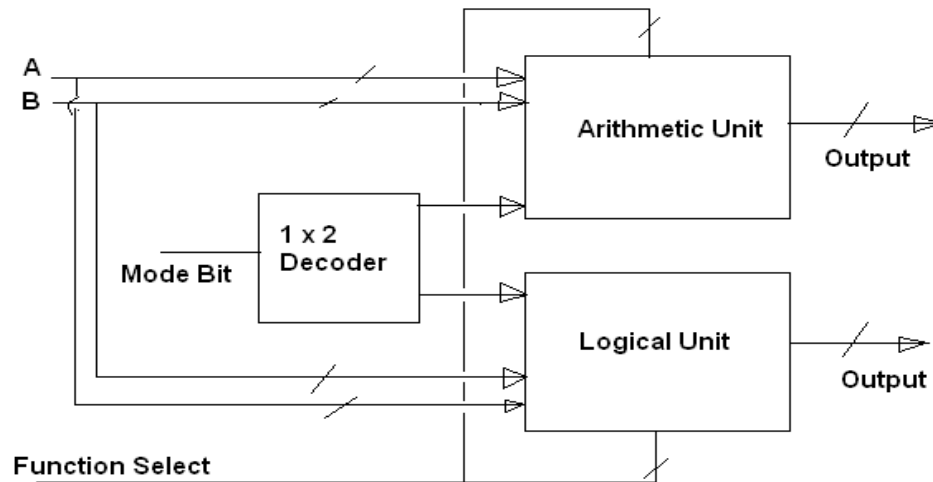 A
B
Arithmetic Unit
Output
1 x 2
Decoder
Mode Bit
Logical Unit
Output
Function Select